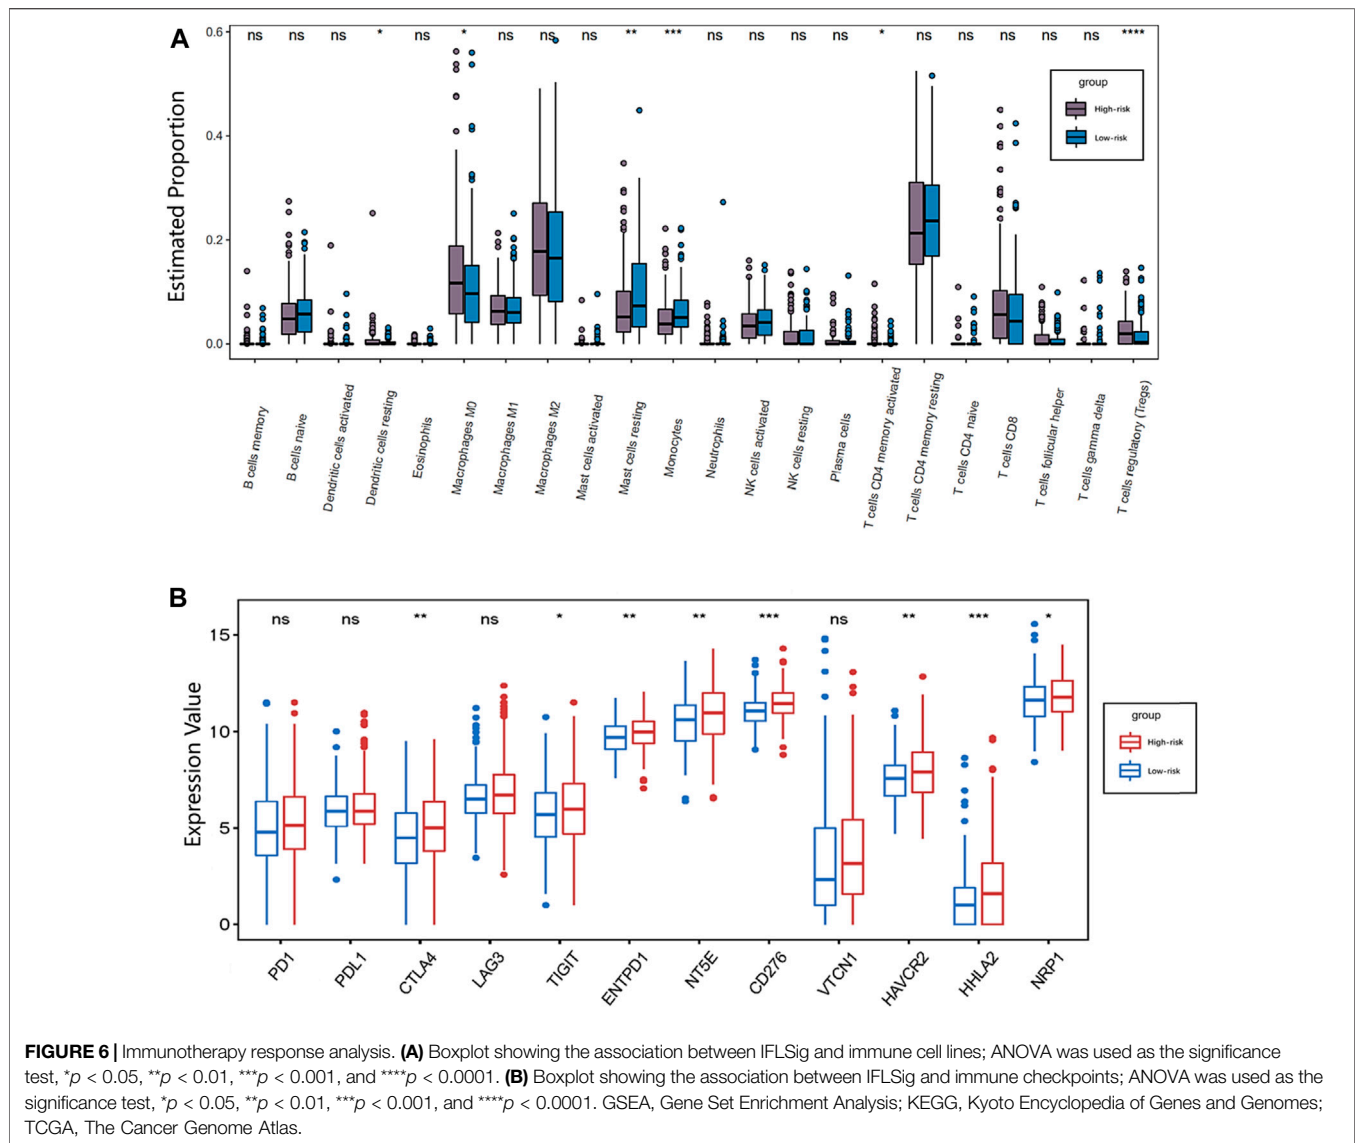 A
0.6
0.4
0.2
0.0
Estimated Proportion
ns ns ns * ns * ns ns ns ** *** ns ns ns ns * ns ns ns ns ns ****
group
High-risk
Low-risk
B cells memory
B cells naive
Dendritic cells activated
Dendritic cells resting
Eosinophils
Macrophages M0
Macrophages M1
Macrophages M2
Mast cells activated
Mast cells resting
Monocytes
Neutrophils
NK cells activated
NK cells resting
Plasma cells
T cells CD4 memory activated
T cells CD4 memory resting
T cells CD4 naive
T cells CD8
T cells follicular helper
T cells gamma delta
T cells regulatory (Tregs)
B
15
10
5
0
Expression Value
ns ns ** ns * ** ** *** ns ** *** *
group
High-risk
Low-risk
PD1
PDL1
CTLA4
LAG3
TIGIT
ENTPD1
NT5E
CD276
VTCN1
HAVCR2
HHLA2
NRP1
FIGURE 6 | Immunotherapy response analysis. (A) Boxplot showing the association between IFLSig and immune cell lines; ANOVA was used as the significance
test, *p < 0.05, **p < 0.01, ***p < 0.001, and ****p < 0.0001. (B) Boxplot showing the association between IFLSig and immune checkpoints; ANOVA was used as the
significance test, *p < 0.05, **p < 0.01, ***p < 0.001, and ****p < 0.0001. GSEA, Gene Set Enrichment Analysis; KEGG, Kyoto Encyclopedia of Genes and Genomes;
TCGA, The Cancer Genome Atlas.